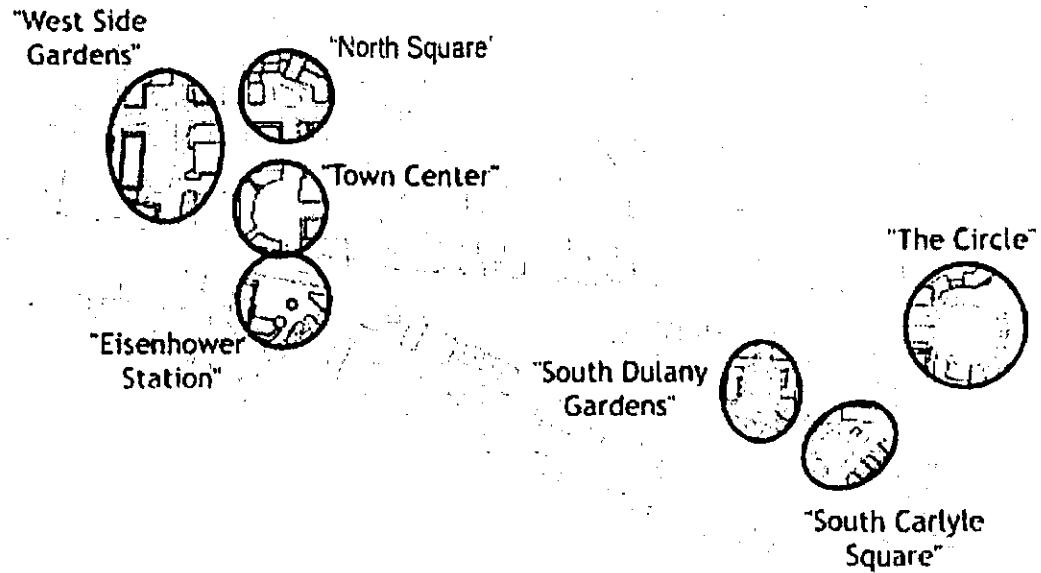 "West Side
Gardens"
"North Square'
"Town Center"
"Eisenhower
Station"
"The Circle"
"South Dulany
Gardens"
"South Carlyle
Square"